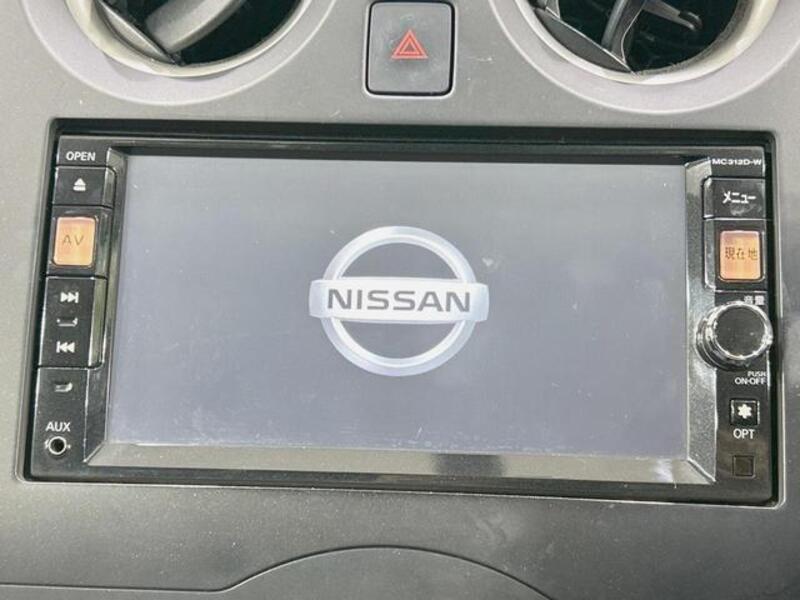 OPEN
MC312D-W
メニュー
AV
現在地
NISSAN
音量
PUSH
ON-OFF
AUX
OPT